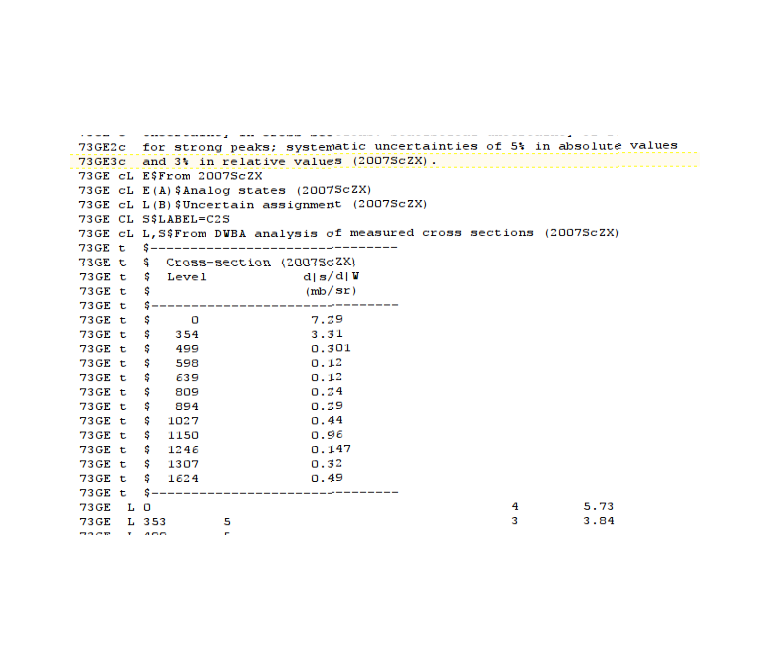 73GE2c  for strong peaks; systematic uncertainties of 5% in absolute values
73GE3c  and 3% in relative values (2007ScZX).
73GE cL E$From 2007ScZX
73GE cL E(A)$Analog states (2007ScZX)
73GE cL L(B)$Uncertain assignment (2007ScZX)
73GE CL S$LABEL=C2S
73GE cL L,S$From DWBA analysis of measured cross sections (2007ScZX)
73GE t  $-------------------------------
73GE t  $  Cross-section (2007ScZX)
73GE t  $  Level            d|s/d|W
73GE t  $                   (mb/sr)
73GE t  $-------------------------------
73GE t  $     0              7.29
73GE t  $   354              3.31
73GE t  $   499              0.301
73GE t  $   598              0.12
73GE t  $   639              0.12
73GE t  $   809              0.24
73GE t  $   894              0.29
73GE t  $  1027              0.44
73GE t  $  1150              0.96
73GE t  $  1246              0.147
73GE t  $  1307              0.32
73GE t  $  1624              0.49
73GE t  $-------------------------------
73GE  L 0                                             4        5.73
73GE  L 353       5                                   3        3.84